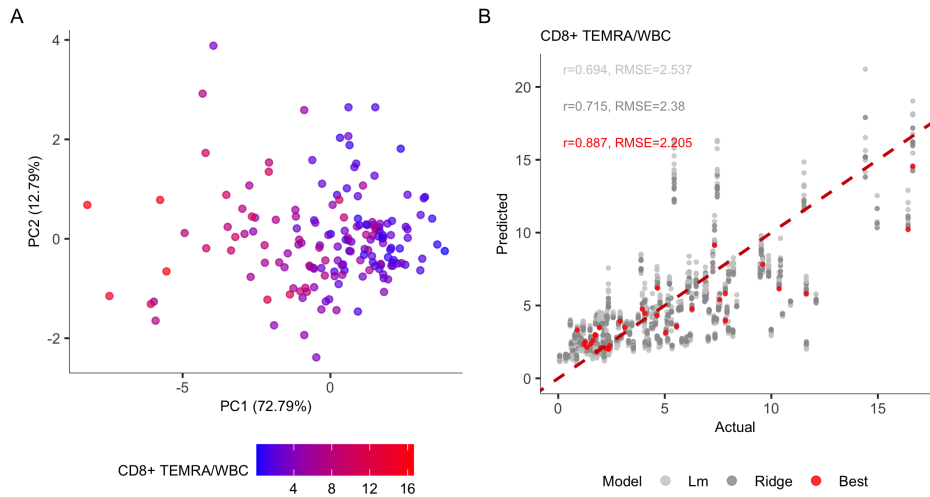 A
4
2
0
-2
PC2 (12.79%)
-5
0
PC1 (72.79%)
CD8+ TEMRA/WBC
4
8
12
16
B
CD8+ TEMRA/WBC
r=0.694, RMSE=2.537
r=0.715, RMSE=2.38
r=0.887, RMSE=2.205
20
15
10
5
0
Predicted
0
5
10
15
Actual
Model
Lm
Ridge
Best